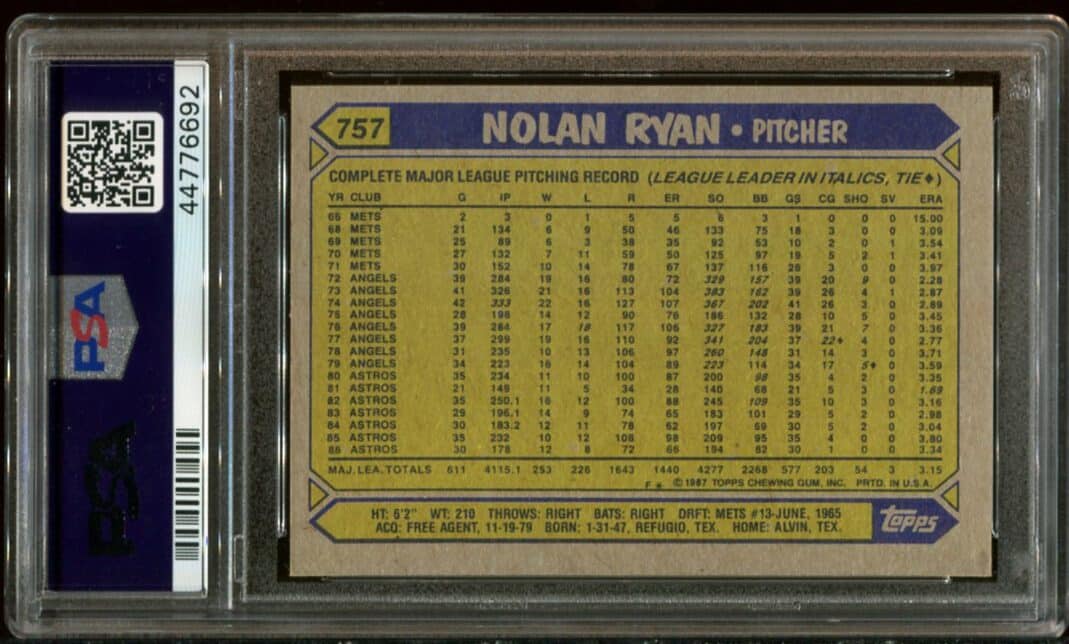 44776692
PSA
PSA
757
NOLAN RYAN • PITCHER
COMPLETE MAJOR LEAGUE PITCHING RECORD (LEAGUE LEADER IN ITALICS, TIE♦)
YR CLUB G IP W L R ER SO BB GS CG SHO SV ERA
66 METS 2 3 0 1 5 5 6 3 1 0 0 0 15.00
68 METS 21 134 6 9 50 46 133 75 18 3 0 0 3.09
69 METS 25 89 6 3 38 35 92 53 10 2 0 1 3.54
70 METS 27 132 7 11 59 50 125 97 19 5 2 1 3.41
71 METS 30 152 10 14 78 67 137 116 26 3 0 0 3.97
72 ANGELS 39 284 19 16 80 72 329 157 39 20 9 0 2.28
73 ANGELS 41 326 21 16 113 104 383 162 39 26 4 1 2.87
74 ANGELS 42 333 22 16 127 107 367 202 41 26 3 0 2.89
75 ANGELS 28 198 14 12 90 76 186 132 28 10 5 0 3.45
76 ANGELS 39 284 17 18 117 106 327 183 39 21 7 0 3.36
77 ANGELS 37 299 19 16 110 92 341 204 37 22♦ 4 0 2.77
78 ANGELS 31 235 10 13 106 97 260 148 31 14 3 0 3.71
79 ANGELS 34 223 16 14 104 89 223 114 34 17 5♦ 0 3.59
80 ASTROS 35 234 11 10 100 87 200 98 35 4 2 0 3.35
81 ASTROS 21 149 11 5 34 28 140 68 21 5 3 0 1.69
82 ASTROS 35 250.1 16 12 100 88 245 109 35 10 3 0 3.16
83 ASTROS 29 196.1 14 9 74 65 183 101 29 5 2 0 2.98
84 ASTROS 30 183.2 12 11 78 62 197 69 30 5 2 0 3.04
85 ASTROS 35 232 10 12 108 98 209 95 35 4 0 0 3.80
86 ASTROS 30 178 12 8 72 66 194 82 30 1 0 0 3.34
MAJ. LEA. TOTALS 611 4115.1 253 226 1643 1440 4277 2268 577 203 54 3 3.15
F * © 1987 TOPPS CHEWING GUM, INC. PRTD. IN U.S.A.
HT: 6'2" WT: 210 THROWS: RIGHT BATS: RIGHT DRFT: METS #13-JUNE, 1965
ACQ: FREE AGENT, 11-19-79 BORN: 1-31-47, REFUGIO, TEX. HOME: ALVIN, TEX.
topps